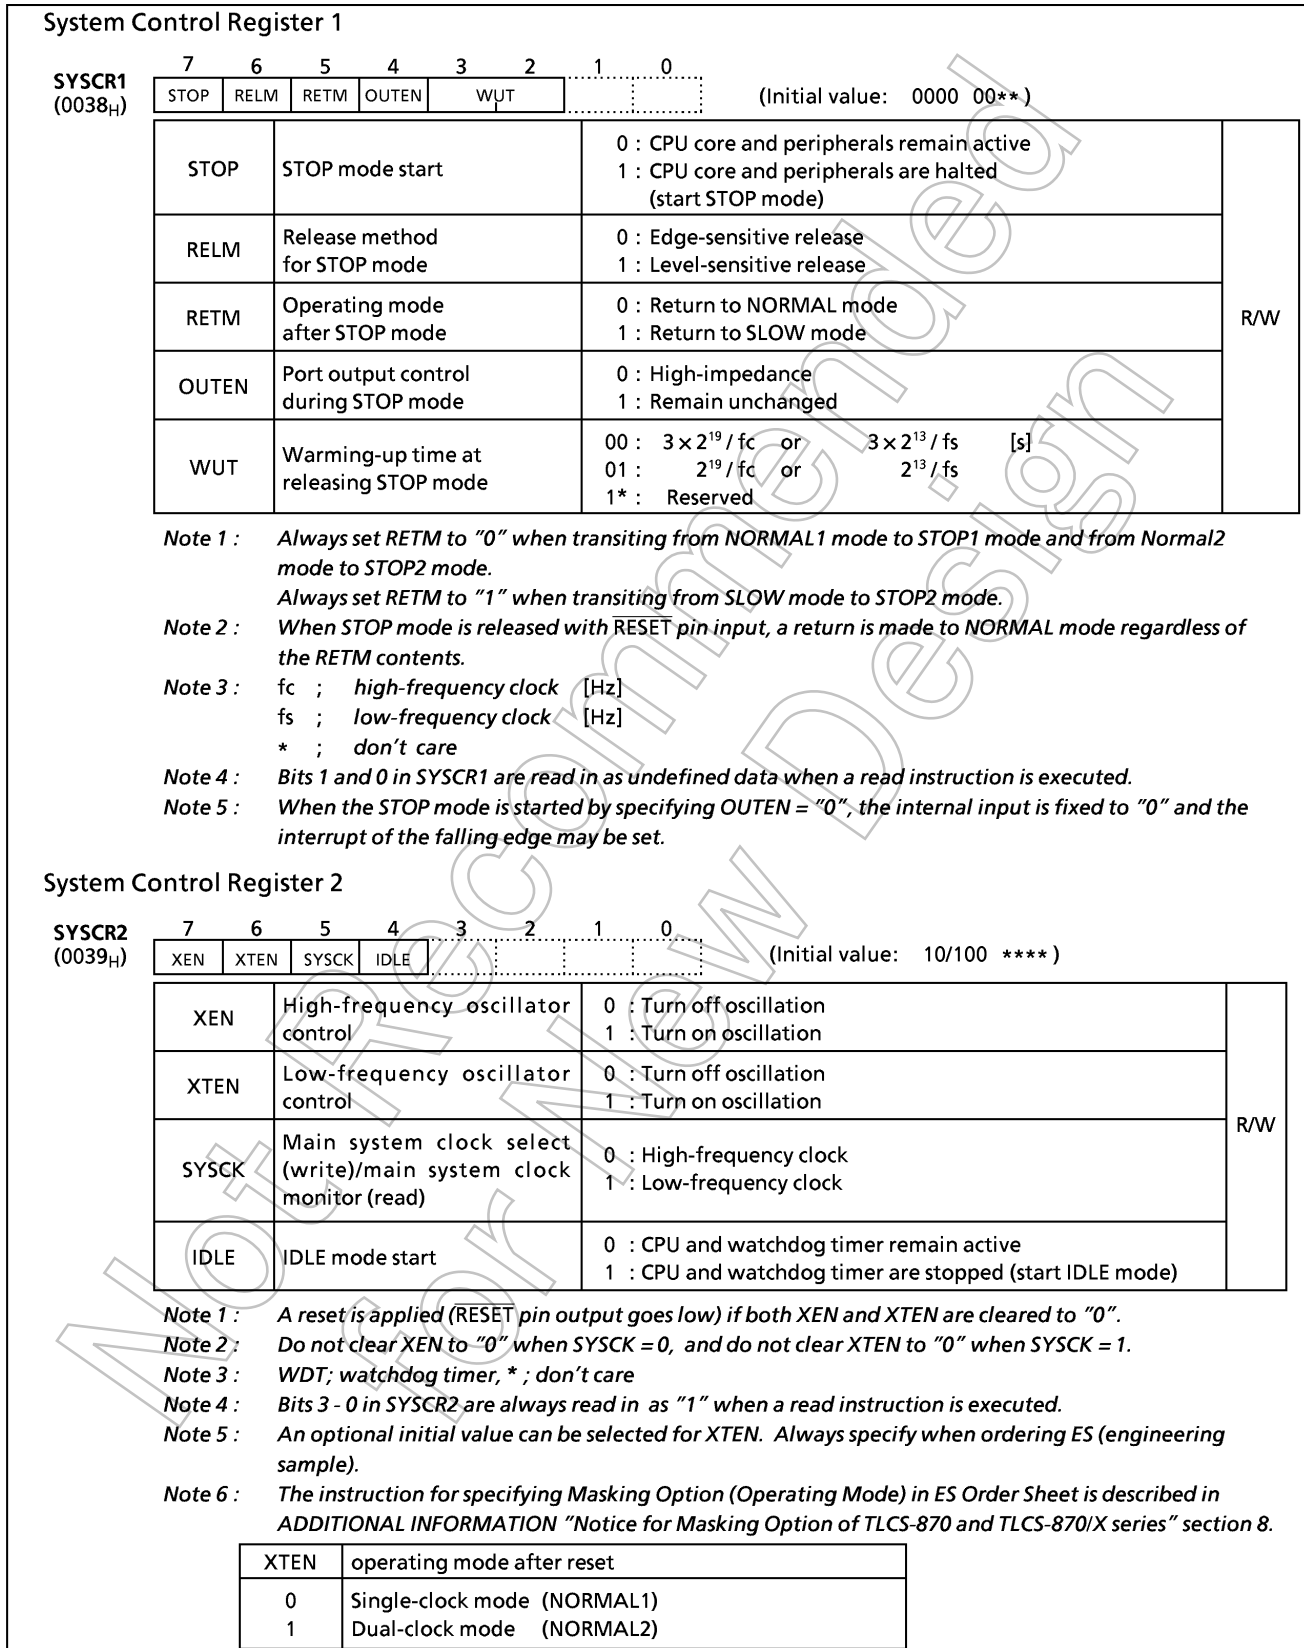 System Control Register 1
7 6 5 4 3 2 1 0
SYSCR1
(0038H)
STOP RELM RETM OUTEN WUT (Initial value: 0000 00**)
STOP STOP mode start 0 : CPU core and peripherals remain active
1 : CPU core and peripherals are halted
(start STOP mode)
RELM Release method for STOP mode 0 : Edge-sensitive release
1 : Level-sensitive release
RETM Operating mode after STOP mode 0 : Return to NORMAL mode
1 : Return to SLOW mode
R/W
OUTEN Port output control during STOP mode 0 : High-impedance
1 : Remain unchanged
WUT Warming-up time at releasing STOP mode 00 : 3 × 2¹⁹ / fc or 3 × 2¹³ / fs [s]
01 : 2¹⁹ / fc or 2¹³ / fs
1* : Reserved
Note 1 : Always set RETM to "0" when transiting from NORMAL1 mode to STOP1 mode and from Normal2
mode to STOP2 mode.
Always set RETM to "1" when transiting from SLOW mode to STOP2 mode.
Note 2 : When STOP mode is released with RESET pin input, a return is made to NORMAL mode regardless of
the RETM contents.
Note 3 : fc ; high-frequency clock [Hz]
fs ; low-frequency clock [Hz]
* ; don't care
Note 4 : Bits 1 and 0 in SYSCR1 are read in as undefined data when a read instruction is executed.
Note 5 : When the STOP mode is started by specifying OUTEN = "0", the internal input is fixed to "0" and the
interrupt of the falling edge may be set.
System Control Register 2
7 6 5 4 3 2 1 0
SYSCR2
(0039H)
XEN XTEN SYSCK IDLE (Initial value: 10/100 ****)
XEN High-frequency oscillator control 0 : Turn off oscillation
1 : Turn on oscillation
XTEN Low-frequency oscillator control 0 : Turn off oscillation
1 : Turn on oscillation
R/W
SYSCK Main system clock select (write)/main system clock monitor (read) 0 : High-frequency clock
1 : Low-frequency clock
IDLE IDLE mode start 0 : CPU and watchdog timer remain active
1 : CPU and watchdog timer are stopped (start IDLE mode)
Note 1 : A reset is applied (RESET pin output goes low) if both XEN and XTEN are cleared to "0".
Note 2 : Do not clear XEN to "0" when SYSCK = 0, and do not clear XTEN to "0" when SYSCK = 1.
Note 3 : WDT; watchdog timer, * ; don't care
Note 4 : Bits 3 - 0 in SYSCR2 are always read in as "1" when a read instruction is executed.
Note 5 : An optional initial value can be selected for XTEN. Always specify when ordering ES (engineering
sample).
Note 6 : The instruction for specifying Masking Option (Operating Mode) in ES Order Sheet is described in
ADDITIONAL INFORMATION "Notice for Masking Option of TLCS-870 and TLCS-870/X series" section 8.
XTEN operating mode after reset
0 Single-clock mode (NORMAL1)
1 Dual-clock mode (NORMAL2)
Not Recommended
for New Design